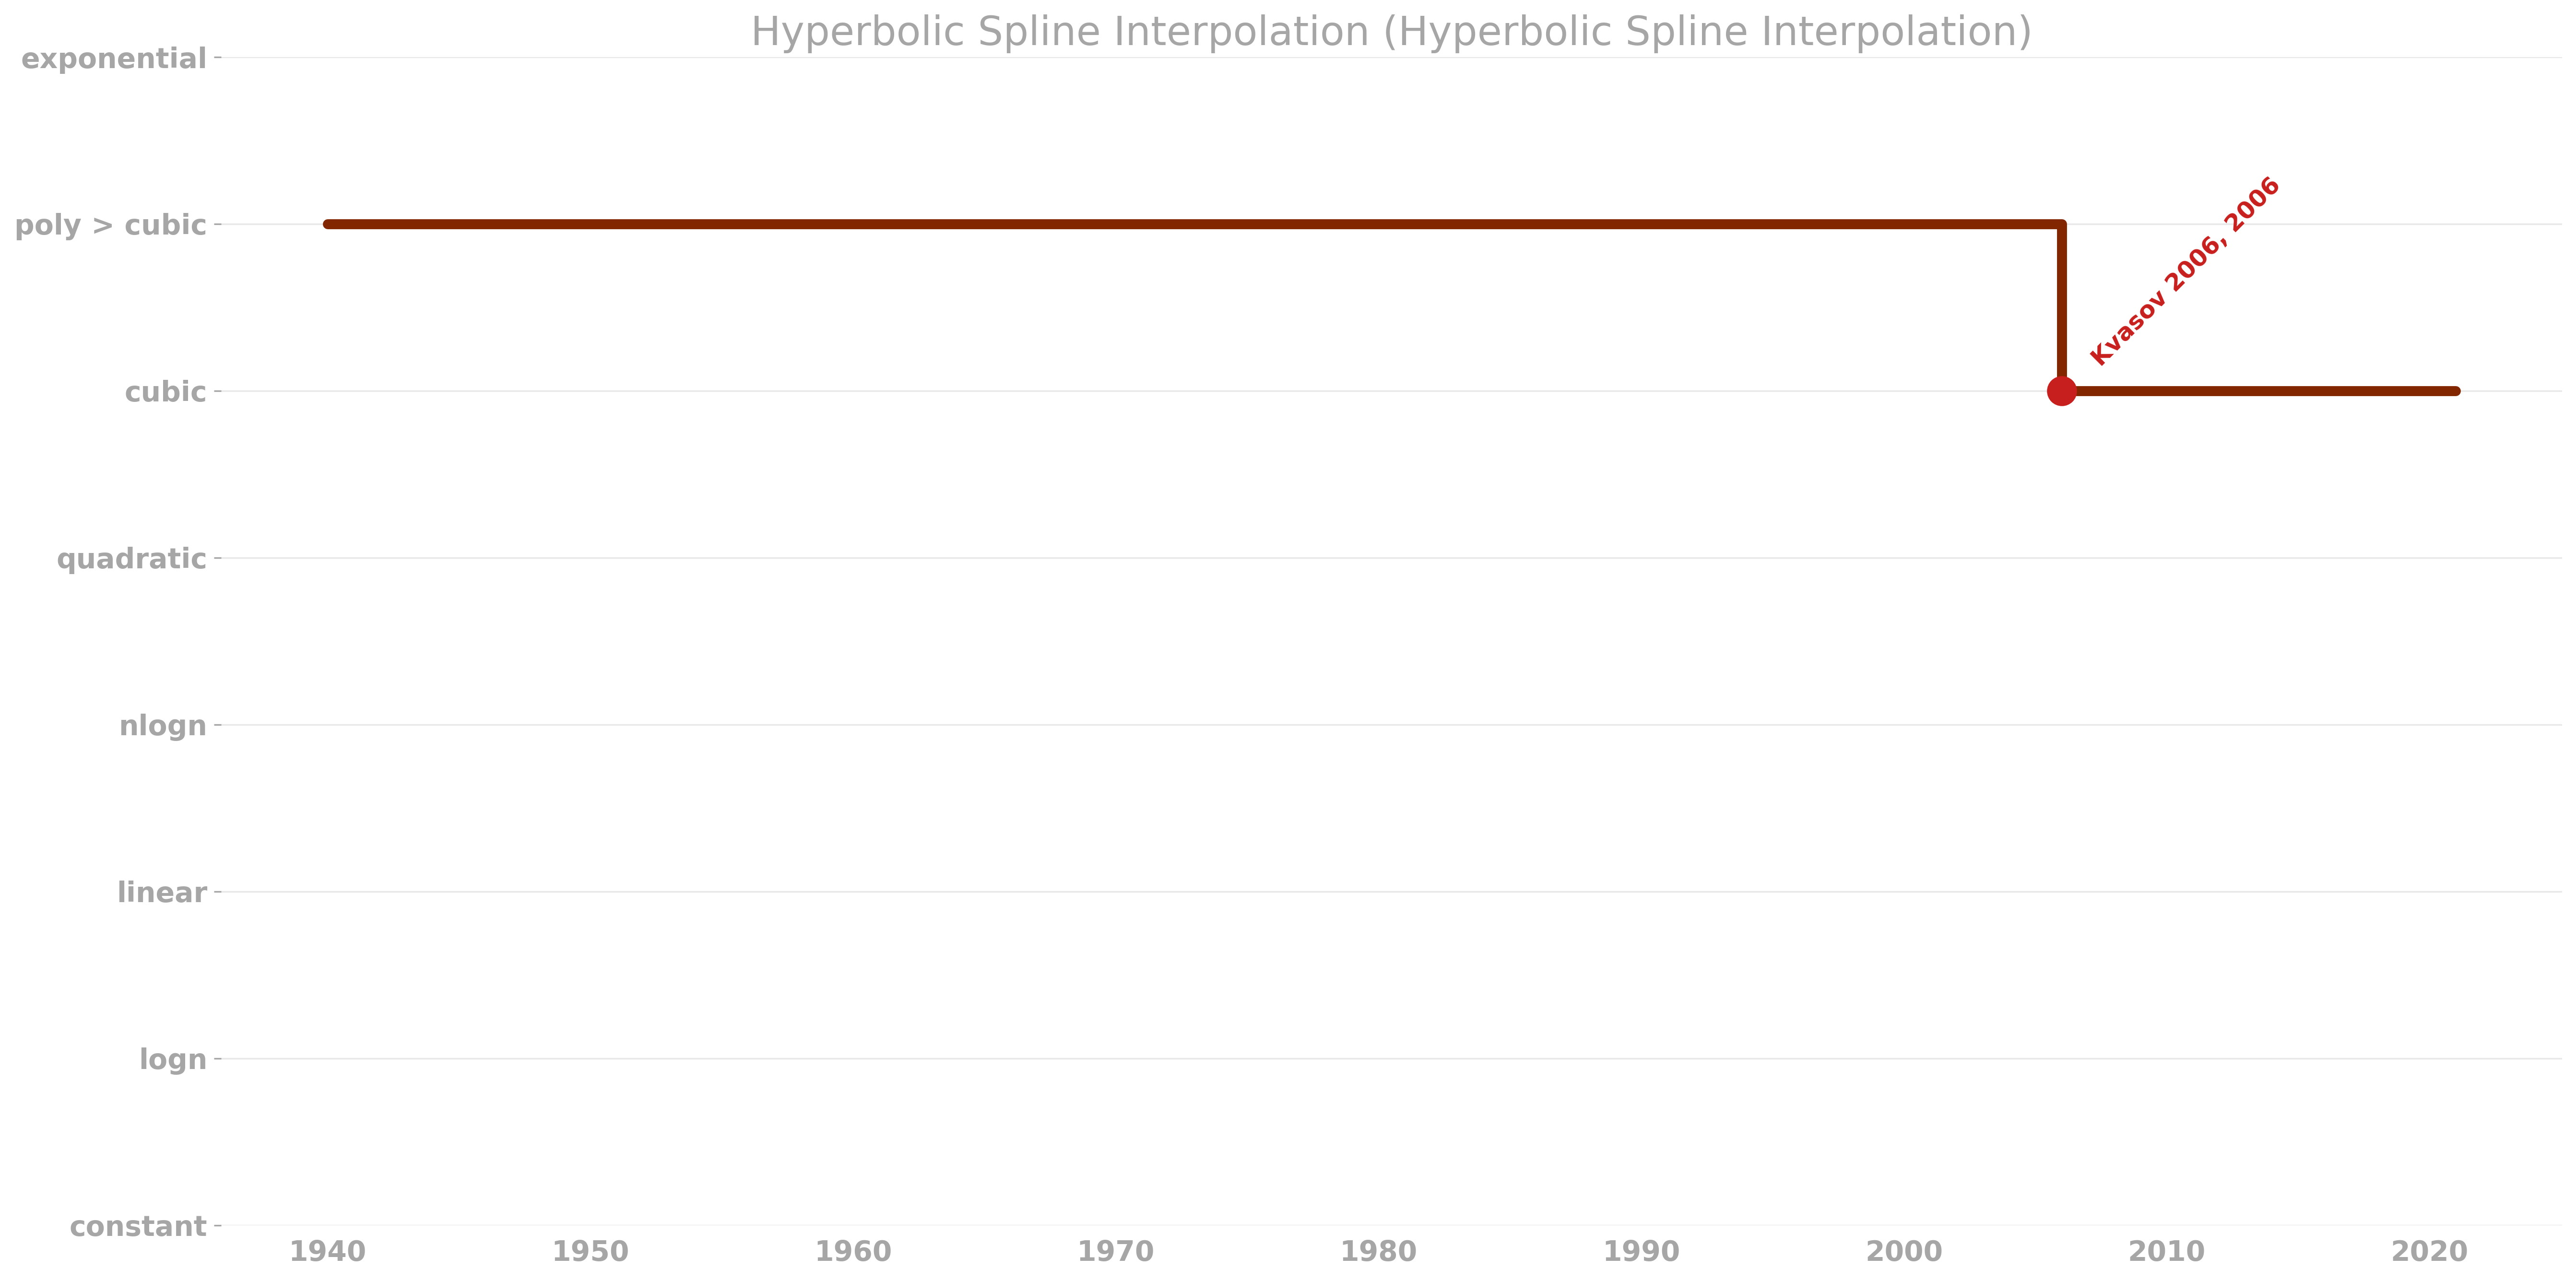 Hyperbolic Spline Interpolation (Hyperbolic Spline Interpolation)
exponential
poly > cubic
cubic
quadratic
nlogn
linear
logn
constant
Kvasov 2006, 2006
1940 1950 1960 1970 1980 1990 2000 2010 2020